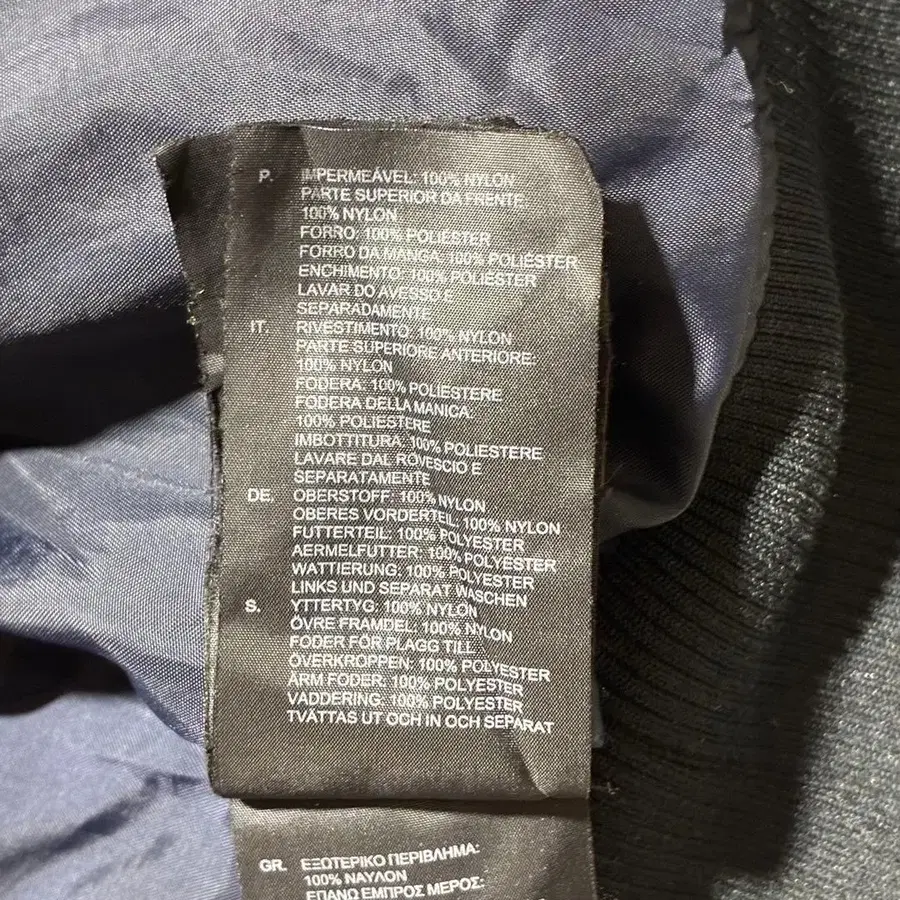 P. IMPERMEÁVEL: 100% NYLON
PARTE SUPERIOR DA FRENTE:
100% NYLON
FORRO: 100% POLIÉSTER
FORRO DA MANGA: 100% POLIÉSTER
ENCHIMENTO: 100% POLIÉSTER
LAVAR DO AVESSO E
SEPARADAMENTE
IT. RIVESTIMENTO: 100% NYLON
PARTE SUPERIORE ANTERIORE:
100% NYLON
FODERA: 100% POLIESTERE
FODERA DELLA MANICA:
100% POLIESTERE
IMBOTTITURA: 100% POLIESTERE
LAVARE DAL ROVESCIO E
SEPARATAMENTE
DE. OBERSTOFF: 100% NYLON
OBERES VORDERTEIL: 100% NYLON
FUTTERTEIL: 100% POLYESTER
AERMELFUTTER: 100% POLYESTER
WATTIERUNG: 100% POLYESTER
LINKS UND SEPARAT WASCHEN
S. YTTERTYG: 100% NYLON
ÖVRE FRAMDEL: 100% NYLON
FODER FÖR PLAGG TILL
ÖVERKROPPEN: 100% POLYESTER
ARM FODER: 100% POLYESTER
VADDERING: 100% POLYESTER
TVÄTTAS UT OCH IN OCH SEPARAT
GR. ΕΞΩΤΕΡΙΚΟ ΠΕΡΙΒΛΗΜΑ:
100% ΝΑΥΛΟΝ
ΕΠΑΝΩ ΕΜΠΡΟΣ ΜΕΡΟΣ: